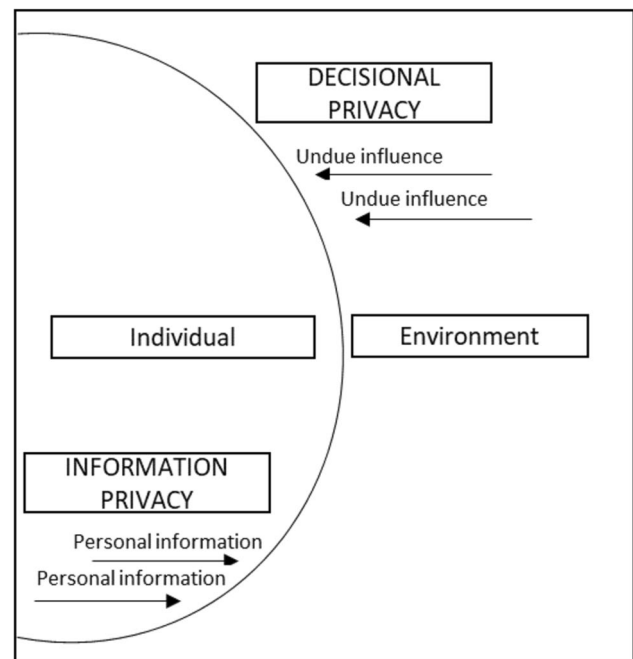 DECISIONAL
PRIVACY
Undue influence
Undue influence
Individual
Environment
INFORMATION
PRIVACY
Personal information
Personal information